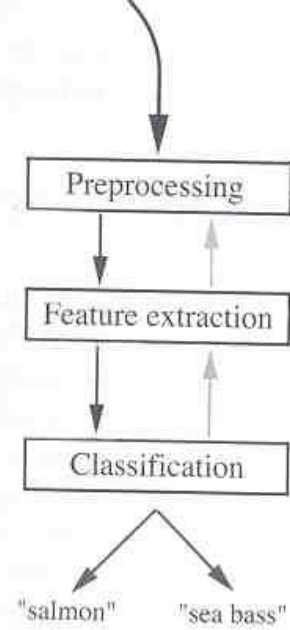 Preprocessing
Feature extraction
Classification
"salmon"
"sea bass"